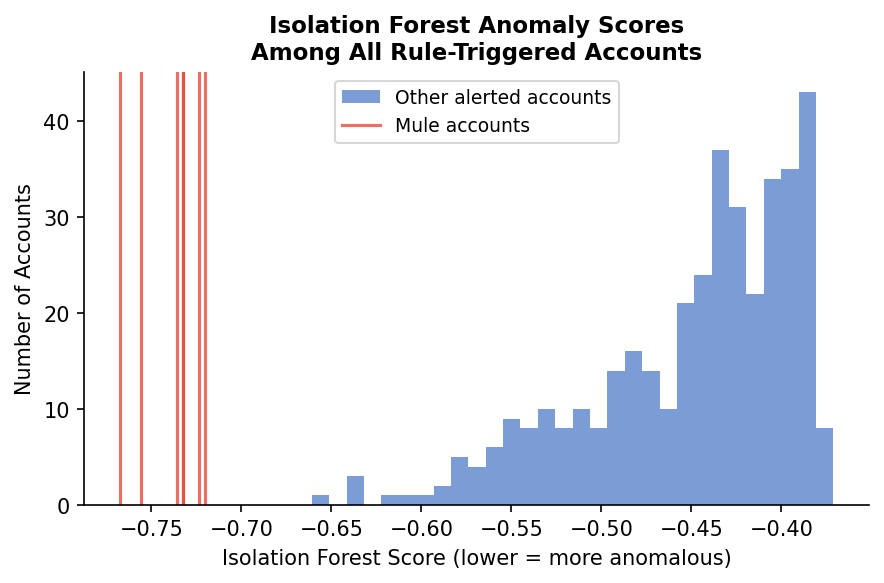 Isolation Forest Anomaly Scores
Among All Rule-Triggered Accounts
Other alerted accounts
Mule accounts
Number of Accounts
40
30
20
10
0
−0.75 −0.70 −0.65 −0.60 −0.55 −0.50 −0.45 −0.40
Isolation Forest Score (lower = more anomalous)